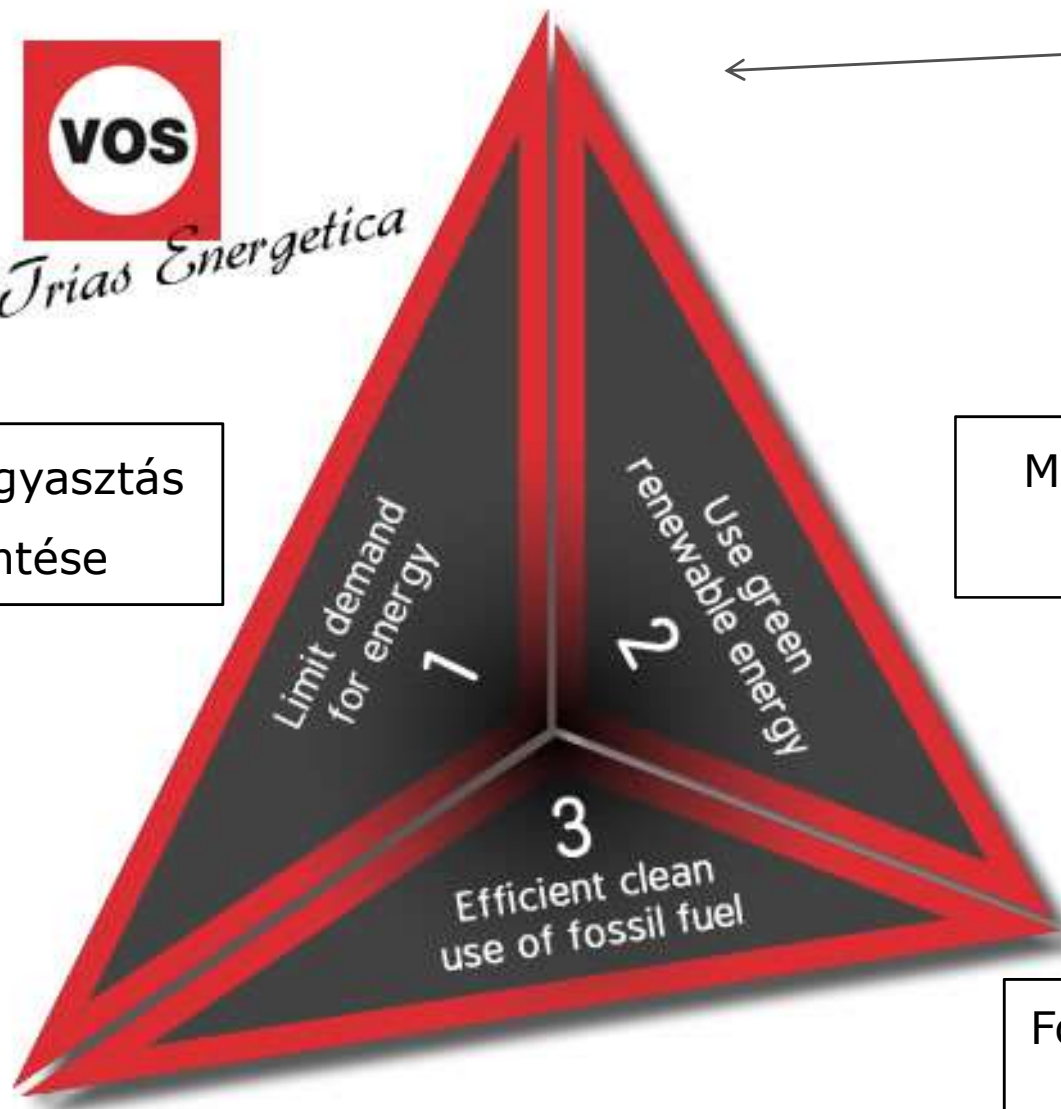 VOS
Trias Energetica
gyasztás
ntése
Limit demand
for energy
1
Use green
renewable energy
2
M
3
Efficient clean
use of fossil fuel